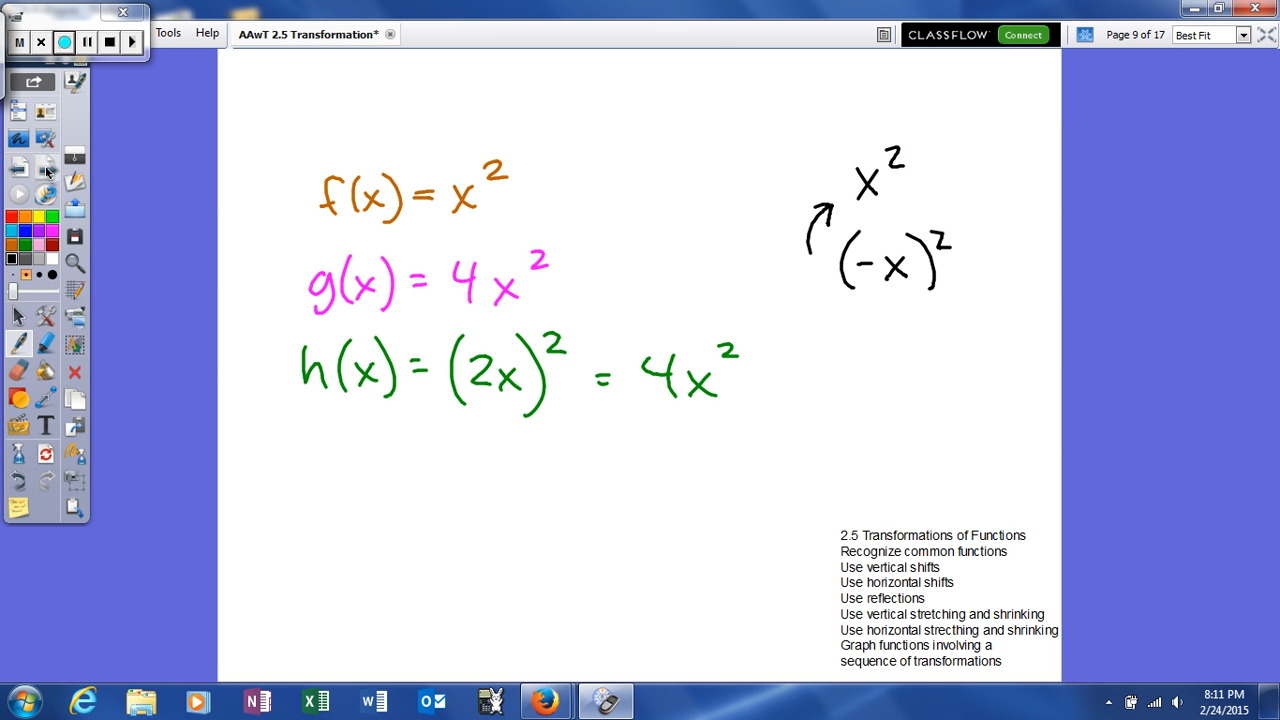 M
Tools Help
AAwT 2.5 Transformation*
CLASSFLOW Connect
Page 9 of 17
Best Fit
f(x) = x²
g(x) = 4x²
h(x) = (2x)² = 4x²
x²
(-x)²
2.5 Transformations of Functions
Recognize common functions
Use vertical shifts
Use horizontal shifts
Use reflections
Use vertical stretching and shrinking
Use horizontal strecthing and shrinking
Graph functions involving a
sequence of transformations
8:11 PM
2/24/2015